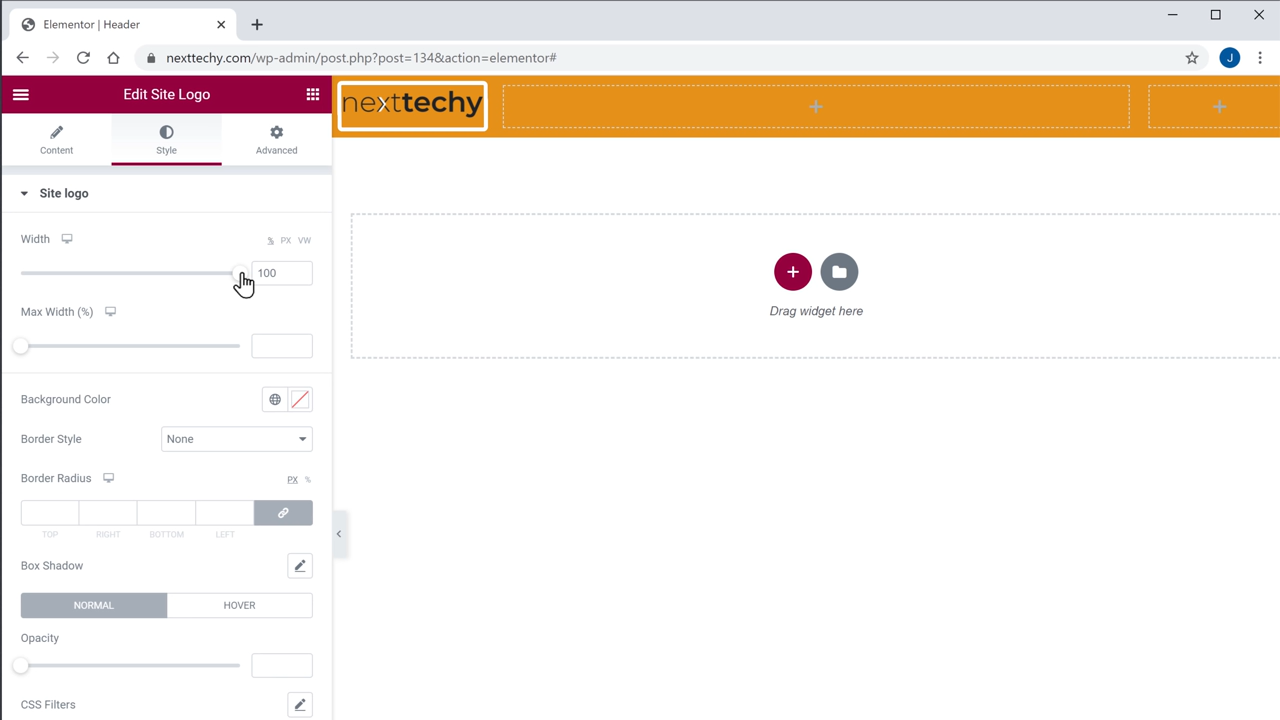 Elementor | Header
nexttechy.com/wp-admin/post.php?post=134&action=elementor#
J
Edit Site Logo
Content
Style
Advanced
Site logo
Width
% PX VW
100
Max Width (%)
Background Color
Border Style
None
Border Radius
PX %
TOP RIGHT BOTTOM LEFT
Box Shadow
NORMAL
HOVER
Opacity
CSS Filters
nexttechy
Drag widget here